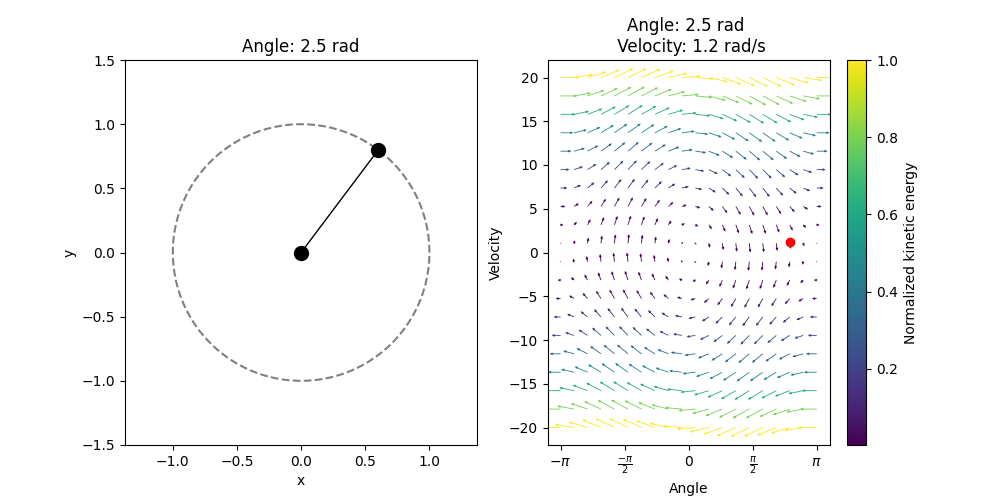 Angle: 2.5 rad
1.5
1.0
0.5
0.0
−0.5
−1.0
−1.5
y
−1.0
−0.5
0.0
0.5
1.0
x
Angle: 2.5 rad
Velocity: 1.2 rad/s
20
15
10
5
0
−5
−10
−15
−20
Velocity
−π
−π/2
0
π/2
π
Angle
1.0
0.8
0.6
0.4
0.2
Normalized kinetic energy